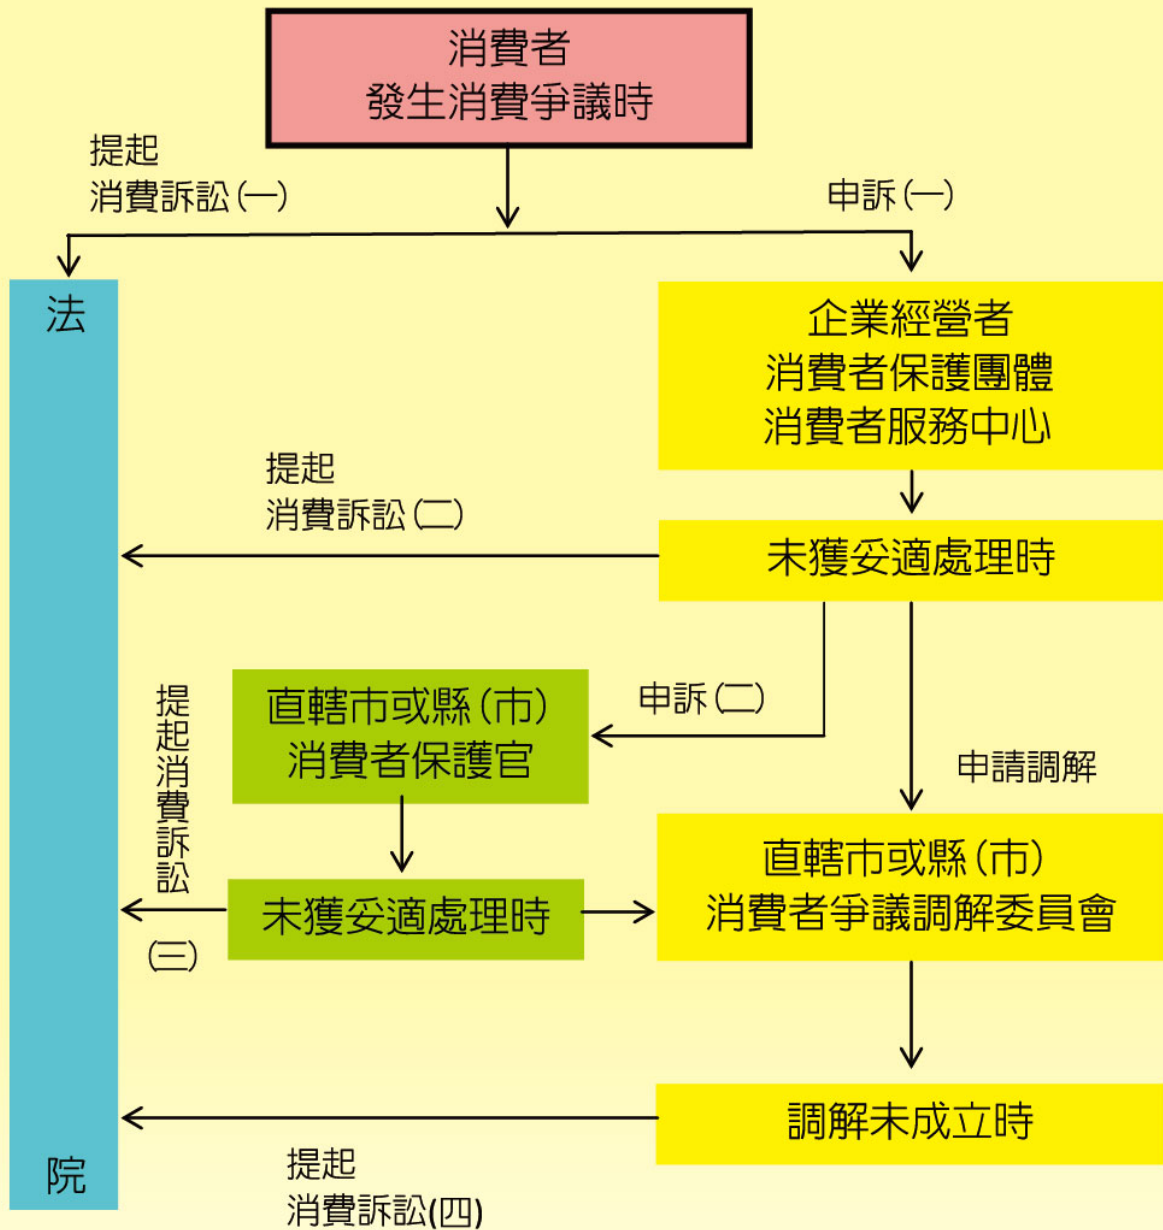 消費者
發生消費爭議時
提起
消費訴訟(一)
申訴(一)
法
院
企業經營者
消費者保護團體
消費者服務中心
提起
消費訴訟(二)
未獲妥適處理時
直轄市或縣(市)
消費者保護官
申訴(二)
申請調解
提起消費訴訟
(三)
未獲妥適處理時
直轄市或縣(市)
消費者爭議調解委員會
調解未成立時
提起
消費訴訟(四)